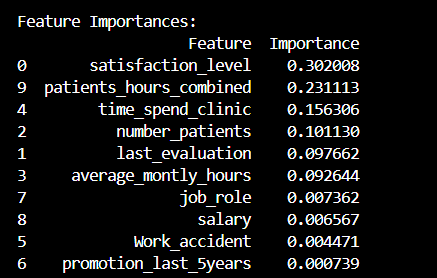 Feature Importances:
Feature Importance
0 satisfaction_level 0.302008
9 patients_hours_combined 0.231113
4 time_spend_clinic 0.156306
2 number_patients 0.101130
1 last_evaluation 0.097662
3 average_montly_hours 0.092644
7 job_role 0.007362
8 salary 0.006567
5 Work_accident 0.004471
6 promotion_last_5years 0.000739